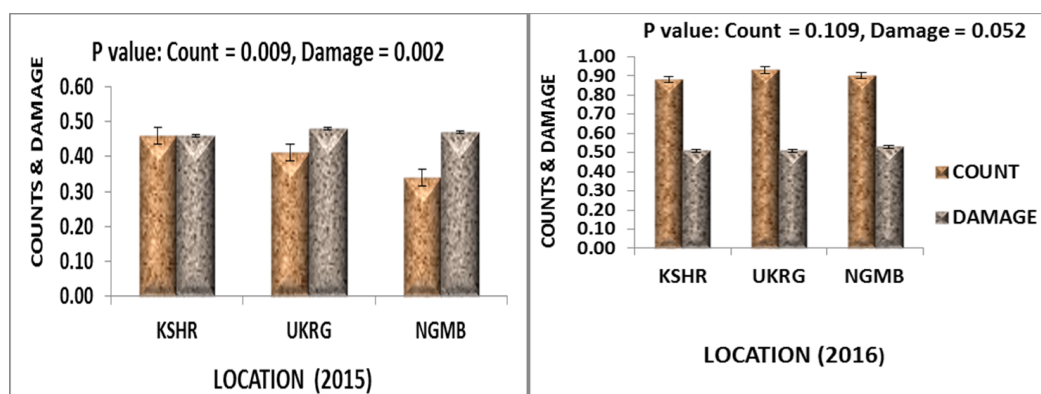 P value: Count = 0.009, Damage = 0.002
COUNTS & DAMAGE
0.60
0.50
0.40
0.30
0.20
0.10
0.00
KSHR UKRG NGMB
LOCATION (2015)
P value: Count = 0.109, Damage = 0.052
COUNTS & DAMAGE
1.00
0.90
0.80
0.70
0.60
0.50
0.40
0.30
0.20
0.10
0.00
KSHR UKRG NGMB
COUNT
DAMAGE
LOCATION (2016)